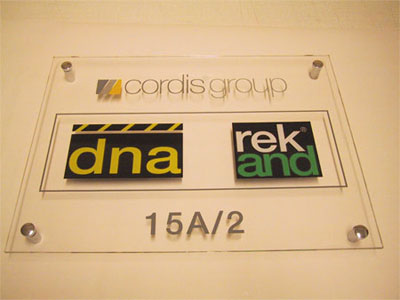 cordis group
dna
rek®
and
15A/2